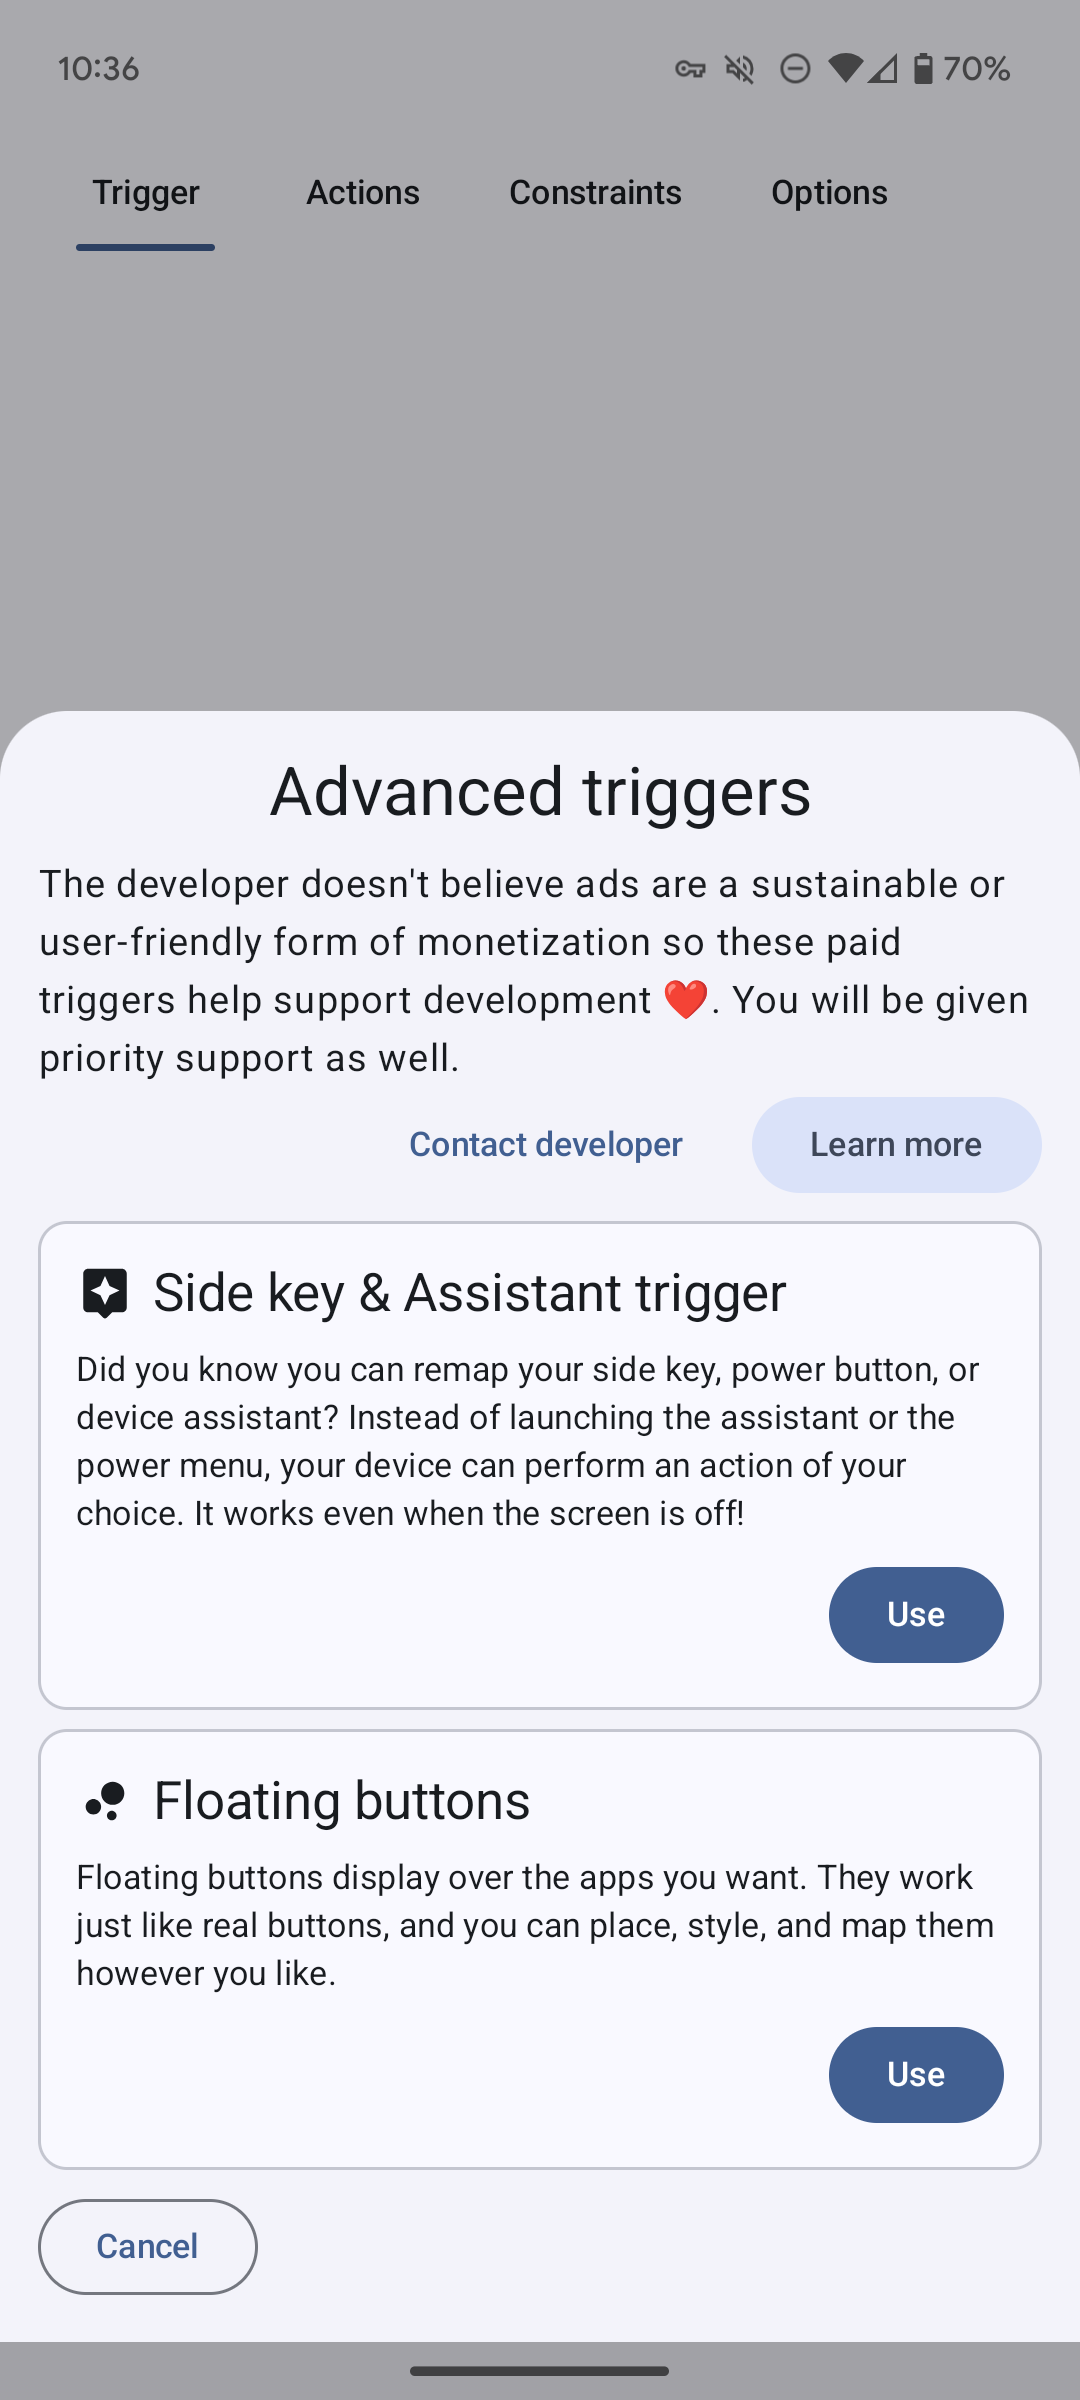 10:36
70%
Trigger
Actions
Constraints
Options
Advanced triggers
The developer doesn't believe ads are a sustainable or
user-friendly form of monetization so these paid
triggers help support development ❤️. You will be given
priority support as well.
Contact developer
Learn more
Side key & Assistant trigger
Did you know you can remap your side key, power button, or
device assistant? Instead of launching the assistant or the
power menu, your device can perform an action of your
choice. It works even when the screen is off!
Use
Floating buttons
Floating buttons display over the apps you want. They work
just like real buttons, and you can place, style, and map them
however you like.
Use
Cancel